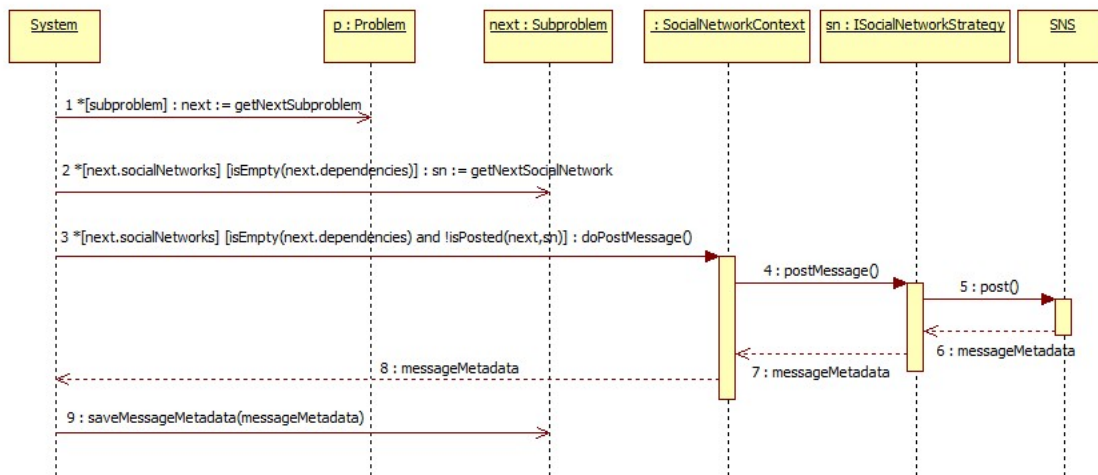 System
p : Problem
next : Subproblem
: SocialNetworkContext
sn : ISocialNetworkStrategy
SNS
1 *[subproblem] : next := getNextSubproblem
2 *[next.socialNetworks] [isEmpty(next.dependencies)] : sn := getNextSocialNetwork
3 *[next.socialNetworks] [isEmpty(next.dependencies) and !isPosted(next,sn)] : doPostMessage()
4 : postMessage()
5 : post()
6 : messageMetadata
7 : messageMetadata
8 : messageMetadata
9 : saveMessageMetadata(messageMetadata)